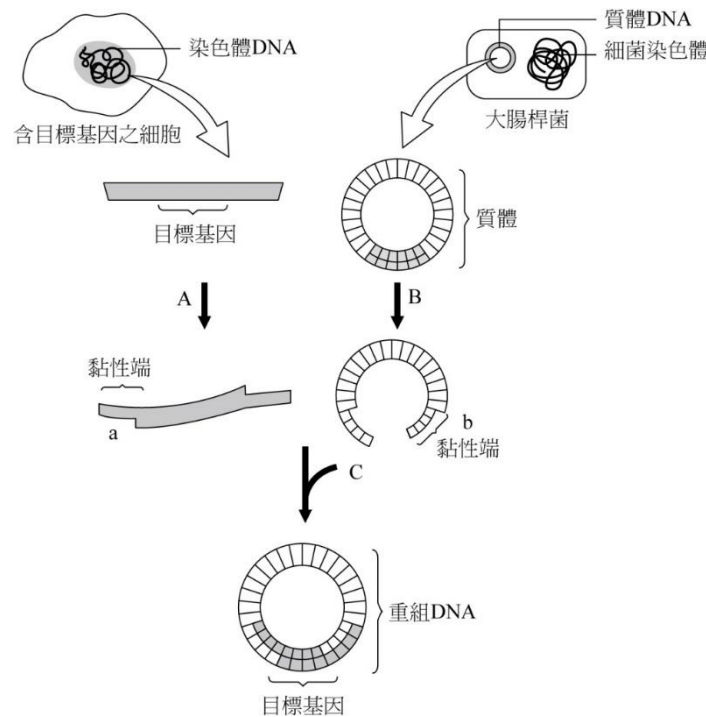 染色體DNA
含目標基因之細胞
質體DNA
細菌染色體
大腸桿菌
目標基因
質體
A
B
黏性端
a
b
黏性端
C
重組DNA
目標基因